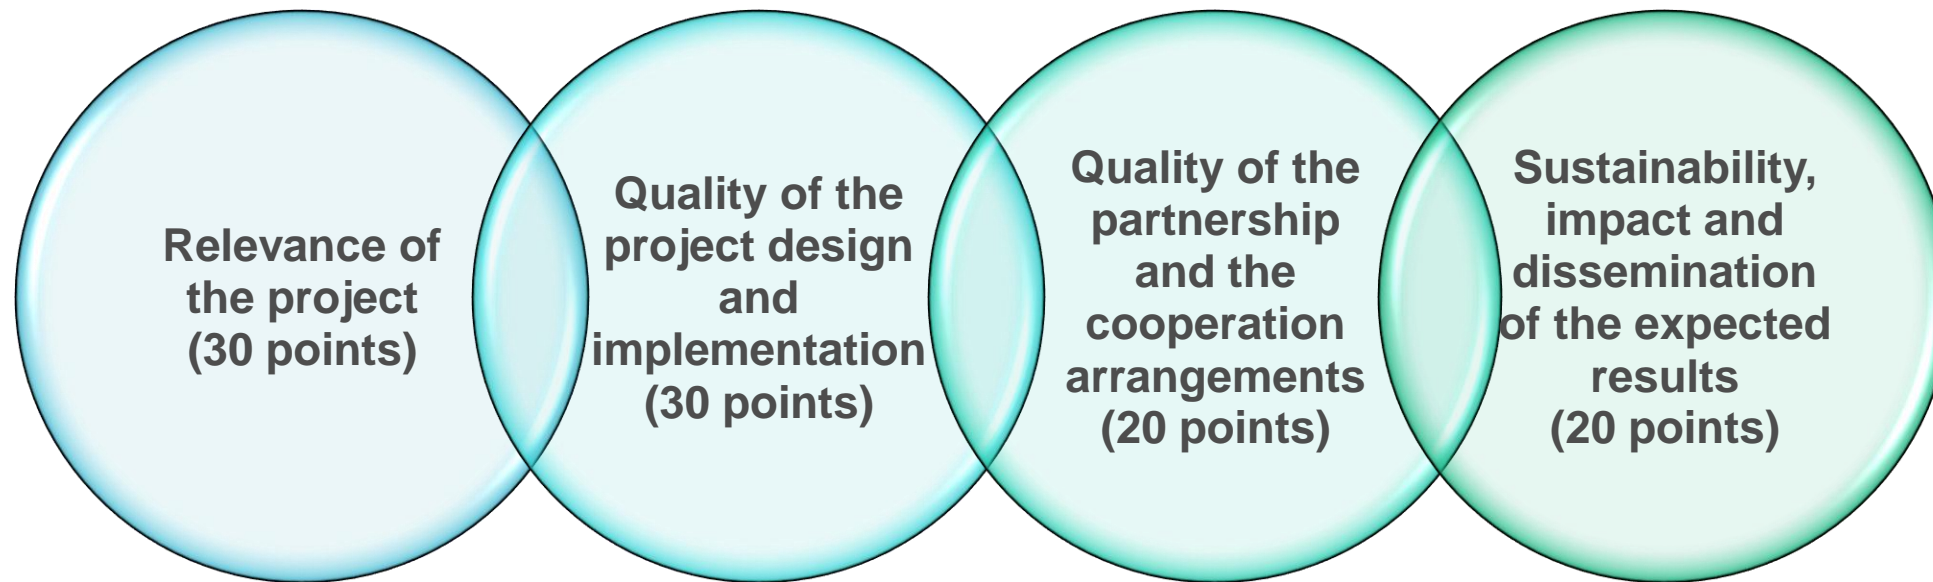 Relevance of
the project
(30 points)
Quality of the
project design
and
implementation
(30 points)
Quality of the
partnership
and the
cooperation
arrangements
(20 points)
Sustainability,
impact and
dissemination
of the expected
results
(20 points)